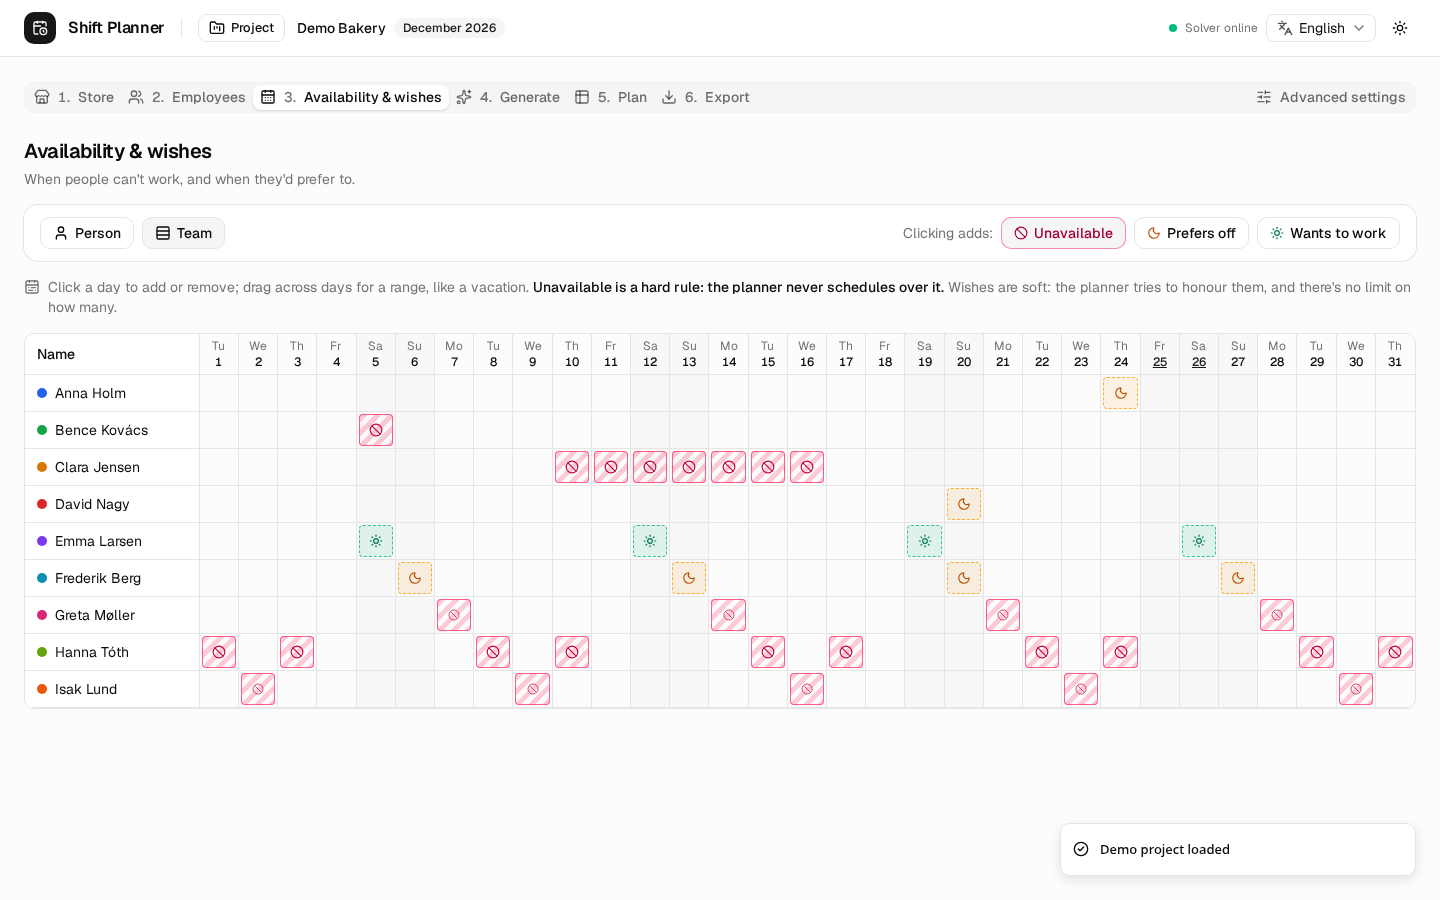 Shift Planner
Project
Demo Bakery
December 2026
Solver online
English
1. Store
2. Employees
3. Availability & wishes
4. Generate
5. Plan
6. Export
Advanced settings
Availability & wishes
When people can't work, and when they'd prefer to.
Person
Team
Clicking adds:
Unavailable
Prefers off
Wants to work
Click a day to add or remove; drag across days for a range, like a vacation. Unavailable is a hard rule: the planner never schedules over it. Wishes are soft: the planner tries to honour them, and there's no limit on
how many.
Name
Tu We Th Fr Sa Su Mo Tu We Th Fr Sa Su Mo Tu We Th Fr Sa Su Mo Tu We Th Fr Sa Su Mo Tu We Th
1 2 3 4 5 6 7 8 9 10 11 12 13 14 15 16 17 18 19 20 21 22 23 24 25 26 27 28 29 30 31
Anna Holm
Bence Kovács
Clara Jensen
David Nagy
Emma Larsen
Frederik Berg
Greta Møller
Hanna Tóth
Isak Lund
Demo project loaded